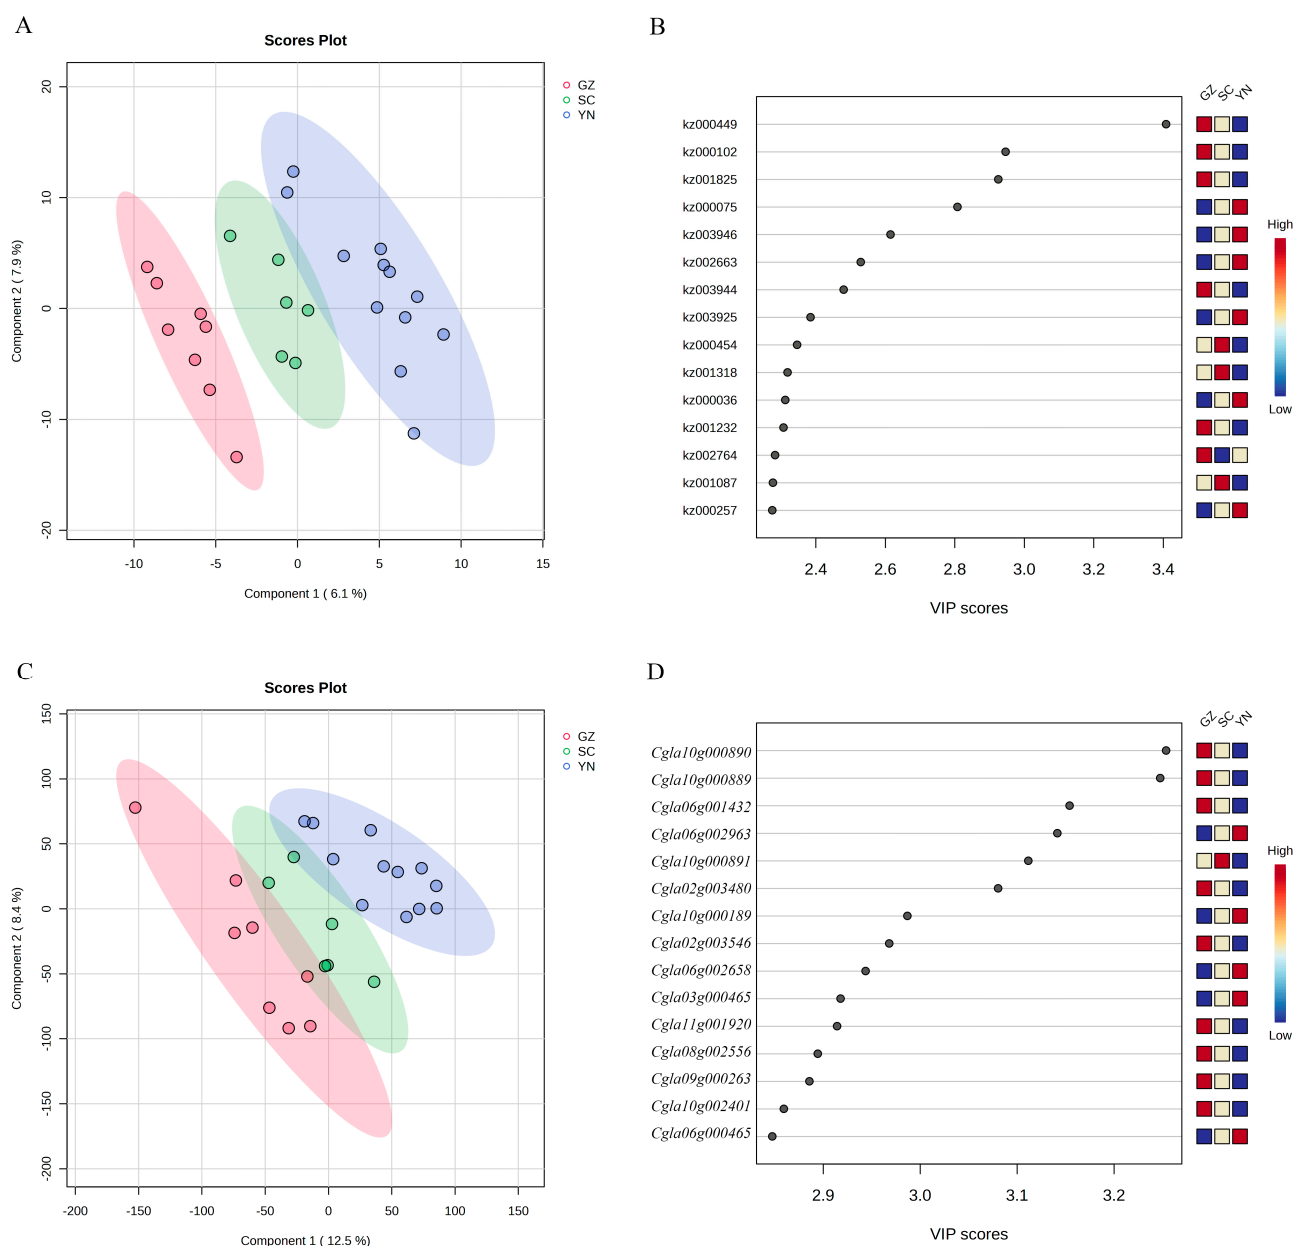 A
Scores Plot
20
10
0
-10
-20
Component 2 ( 7.9 %)
-10 -5 0 5 10 15
Component 1 ( 6.1 %)
GZ
SC
YN
B
GZ SC YN
kz000449
kz000102
kz001825
kz000075
kz003946
kz002663
kz003944
kz003925
kz000454
kz001318
kz000036
kz001232
kz002764
kz001087
kz000257
2.4 2.6 2.8 3.0 3.2 3.4
VIP scores
High
Low
C
Scores Plot
150
100
50
0
-50
-100
-150
-200
Component 2 ( 8.4 %)
-200 -150 -100 -50 0 50 100 150
Component 1 ( 12.5 %)
GZ
SC
YN
D
GZ SC YN
Cgla10g000890
Cgla10g000889
Cgla06g001432
Cgla06g002963
Cgla10g000891
Cgla02g003480
Cgla10g000189
Cgla02g003546
Cgla06g002658
Cgla03g000465
Cgla11g001920
Cgla08g002556
Cgla09g000263
Cgla10g002401
Cgla06g000465
2.9 3.0 3.1 3.2
VIP scores
High
Low